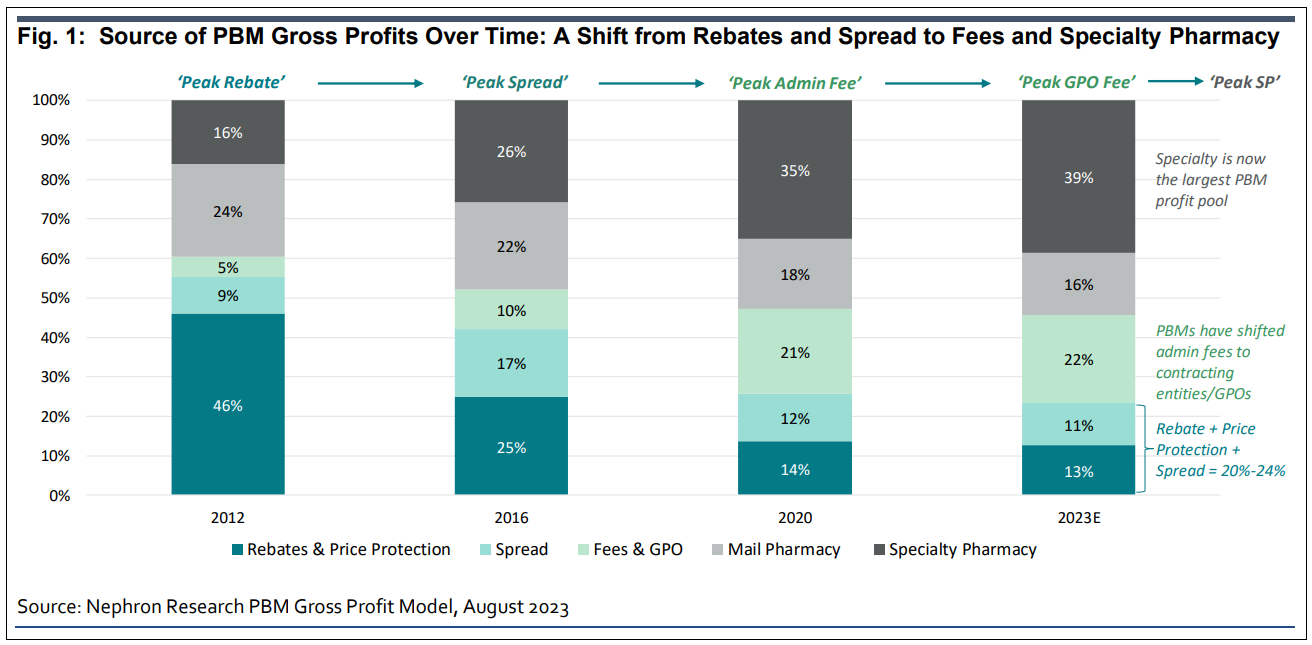 Fig. 1: Source of PBM Gross Profits Over Time: A Shift from Rebates and Spread to Fees and Specialty Pharmacy
‘Peak Rebate’ ‘Peak Spread’ ‘Peak Admin Fee’ ‘Peak GPO Fee’ ‘Peak SP’
100%
90%
80%
70%
60%
50%
40%
30%
20%
10%
0%
16%
24%
5%
9%
46%
26%
22%
10%
17%
25%
35%
18%
21%
12%
14%
39%
16%
22%
11%
13%
Specialty is now
the largest PBM
profit pool
PBMs have shifted
admin fees to
contracting
entities/GPOs
Rebate + Price
Protection +
Spread = 20%-24%
2012 2016 2020 2023E
Rebates & Price Protection Spread Fees & GPO Mail Pharmacy Specialty Pharmacy
Source: Nephron Research PBM Gross Profit Model, August 2023